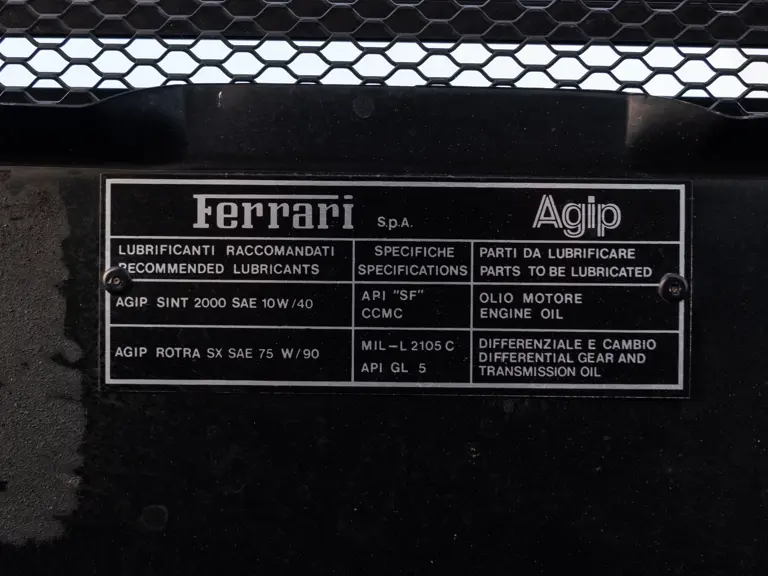 Ferrari S.p.A. Agip
LUBRIFICANTI RACCOMANDATI
RECOMMENDED LUBRICANTS
SPECIFICHE
SPECIFICATIONS
PARTI DA LUBRIFICARE
PARTS TO BE LUBRICATED
AGIP SINT 2000 SAE 10W/40
API "SF"
CCMC
OLIO MOTORE
ENGINE OIL
AGIP ROTRA SX SAE 75 W/90
MIL-L 2105 C
API GL 5
DIFFERENZIALE E CAMBIO
DIFFERENTIAL GEAR AND
TRANSMISSION OIL